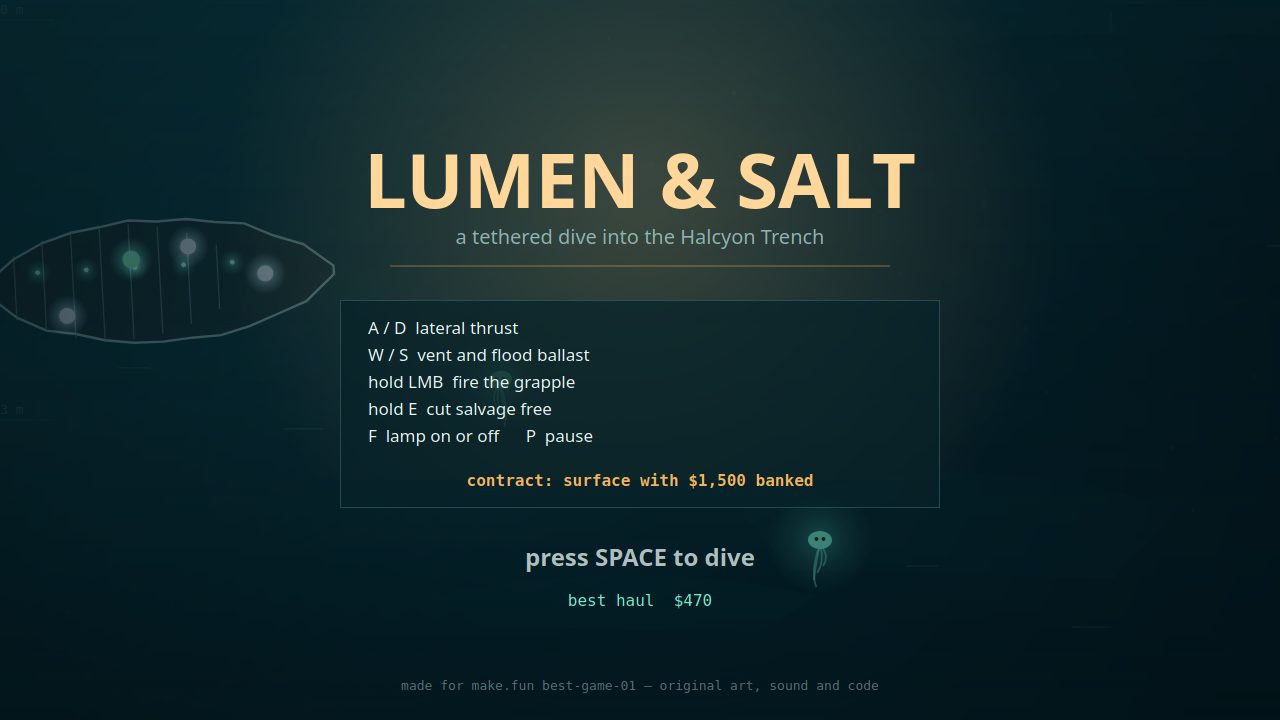 0 m
LUMEN & SALT
a tethered dive into the Halcyon Trench
A / D  lateral thrust
W / S  vent and flood ballast
hold LMB  fire the grapple
3 m
hold E  cut salvage free
F  lamp on or off  P  pause
contract: surface with $1,500 banked
press SPACE to dive
best haul  $470
made for make.fun best-game-01 — original art, sound and code